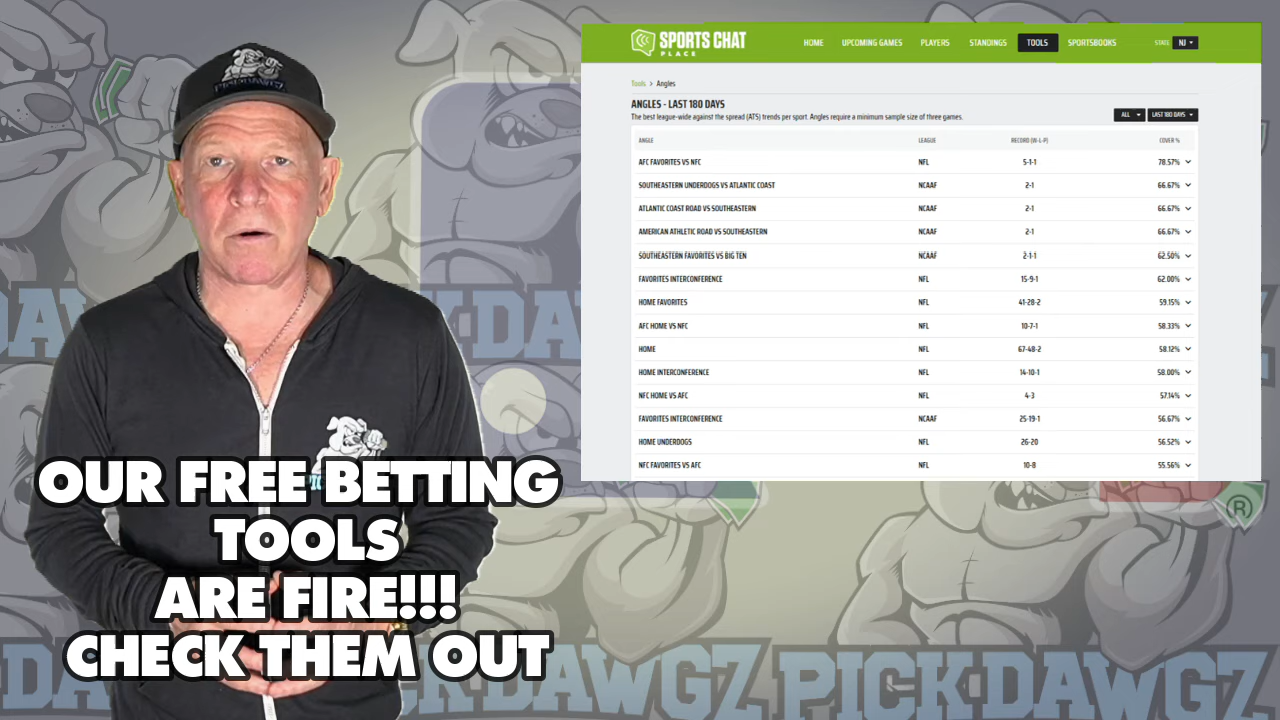 PICKDAWGZ
OUR FREE BETTING
TOOLS
ARE FIRE!!!
CHECK THEM OUT
SPORTS CHAT
PLACE
HOME UPCOMING GAMES PLAYERS STANDINGS TOOLS SPORTSBOOKS STATE NJ
Tools > Angles
ANGLES - LAST 180 DAYS
The best league-wide against the spread (ATS) trends per sport. Angles require a minimum sample size of three games.
ALL LAST 180 DAYS
ANGLE LEAGUE RECORD (W-L-P) COVER %
AFC FAVORITES VS NFC NFL 5-1-1 78.57%
SOUTHEASTERN UNDERDOGS VS ATLANTIC COAST NCAAF 2-1 66.67%
ATLANTIC COAST ROAD VS SOUTHEASTERN NCAAF 2-1 66.67%
AMERICAN ATHLETIC ROAD VS SOUTHEASTERN NCAAF 2-1 66.67%
SOUTHEASTERN FAVORITES VS BIG TEN NCAAF 2-1-1 62.50%
FAVORITES INTERCONFERENCE NFL 15-9-1 62.00%
HOME FAVORITES NFL 41-28-2 59.15%
AFC HOME VS NFC NFL 10-7-1 58.33%
HOME NFL 67-48-2 58.12%
HOME INTERCONFERENCE NFL 14-10-1 58.00%
NFC HOME VS AFC NFL 4-3 57.14%
FAVORITES INTERCONFERENCE NCAAF 25-19-1 56.67%
HOME UNDERDOGS NFL 26-20 56.52%
NFC FAVORITES VS AFC NFL 10-8 55.56%
®
PICKDAWGZ PICKDAWGZ